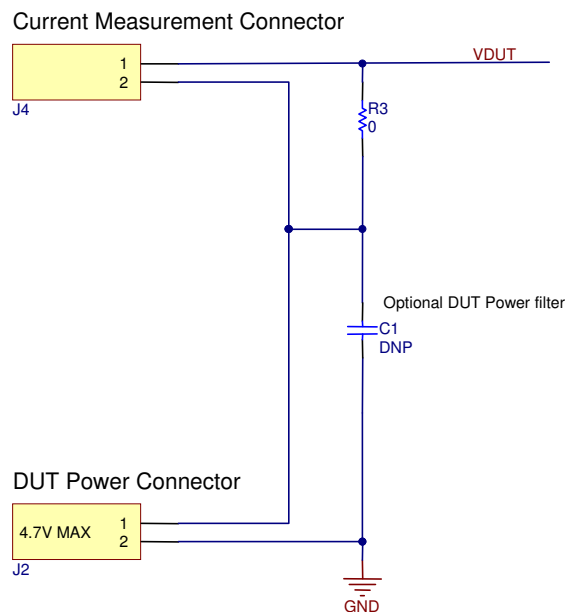 Current Measurement Connector
1
2
J4
VDUT
R3
0
Optional DUT Power filter
C1
DNP
DUT Power Connector
4.7V MAX
1
2
J2
GND